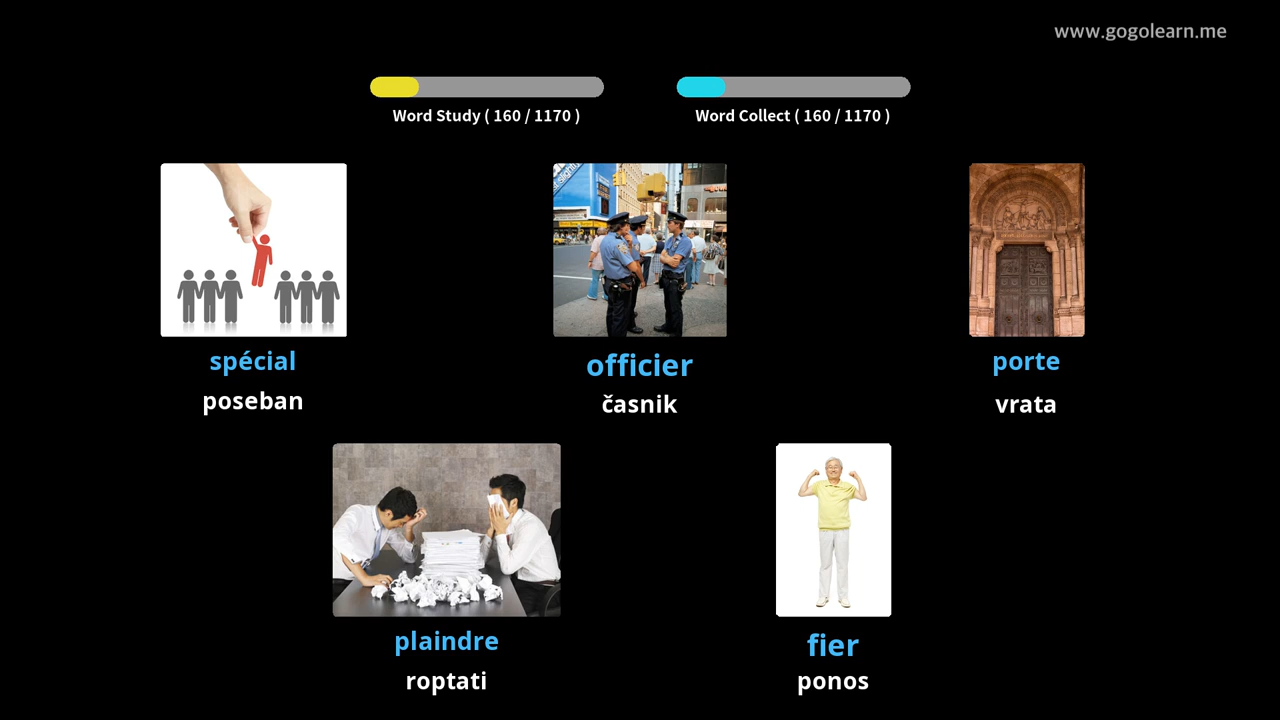 www.gogolearn.me
Word Study ( 160 / 1170 )
Word Collect ( 160 / 1170 )
spécial
poseban
officier
časnik
porte
vrata
plaindre
roptati
fier
ponos